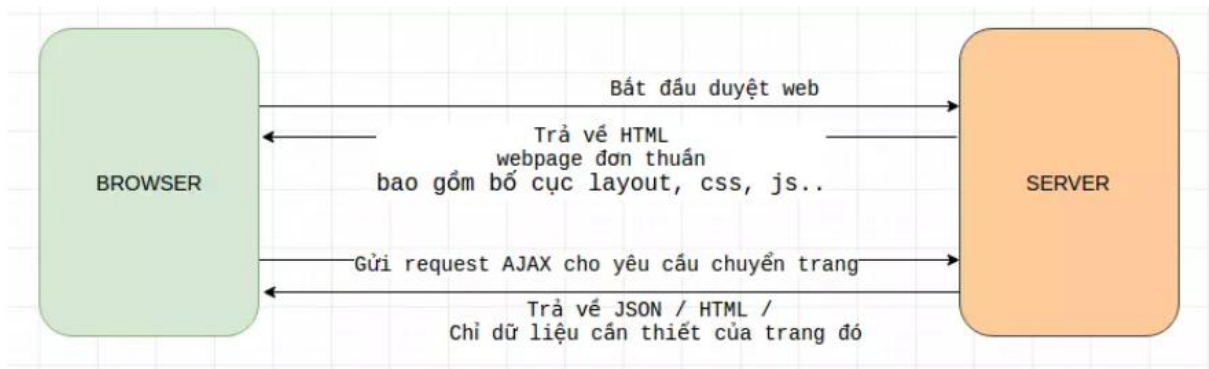 Bắt đầu duyệt web
Trả về HTML
webpage đơn thuần
bao gồm bố cục layout, css, js..
BROWSER
SERVER
Gửi request AJAX cho yêu cầu chuyển trang
Trả về JSON / HTML /
Chỉ dữ liệu cần thiết của trang đó